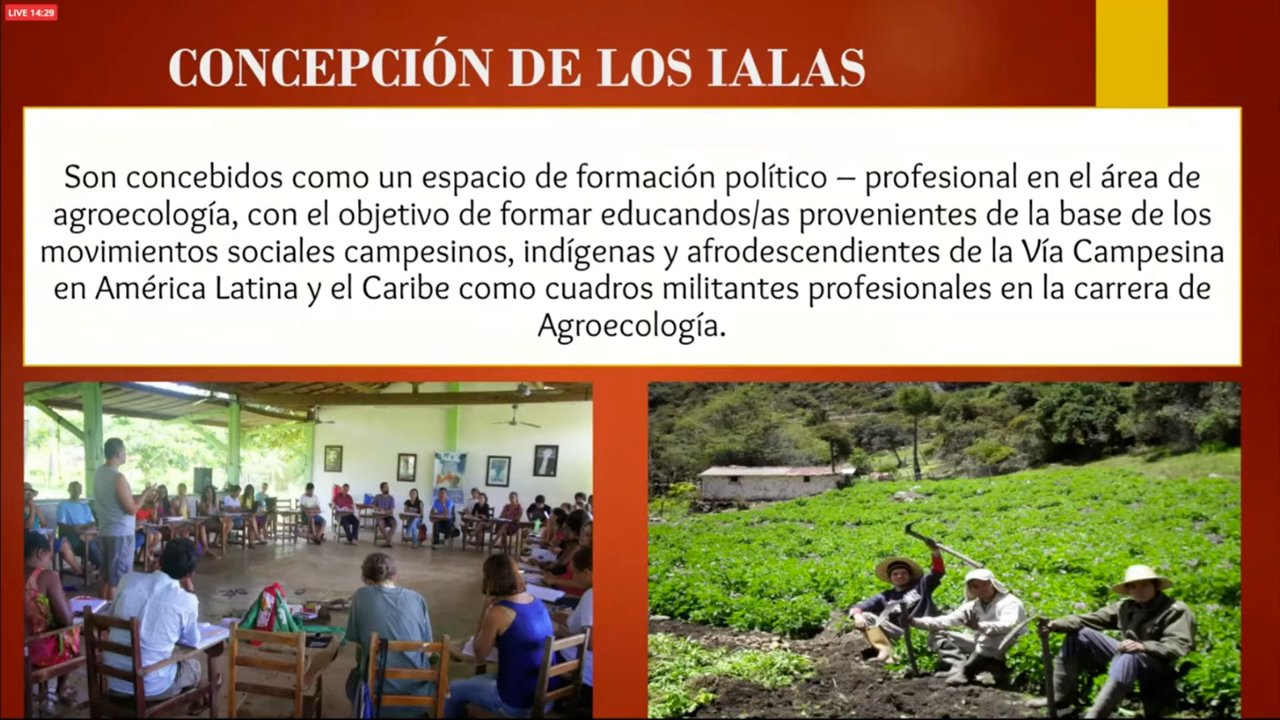 LIVE 14:29
CONCEPCIÓN DE LOS IALAS
Son concebidos como un espacio de formación político – profesional en el área de
agroecología, con el objetivo de formar educandos/as provenientes de la base de los
movimientos sociales campesinos, indígenas y afrodescendientes de la Vía Campesina
en América Latina y el Caribe como cuadros militantes profesionales en la carrera de
Agroecología.